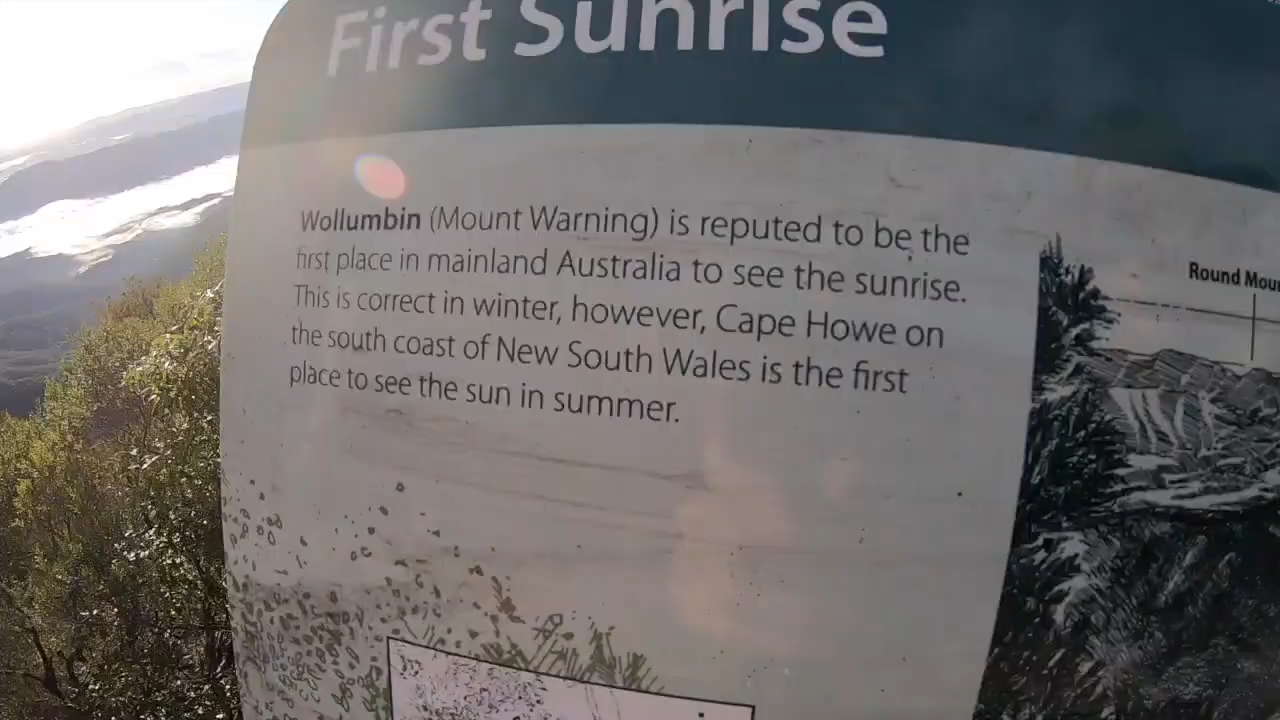 First Sunrise
Wollumbin (Mount Warning) is reputed to be the
first place in mainland Australia to see the sunrise.
This is correct in winter, however, Cape Howe on
the south coast of New South Wales is the first
place to see the sun in summer.
Round Mou